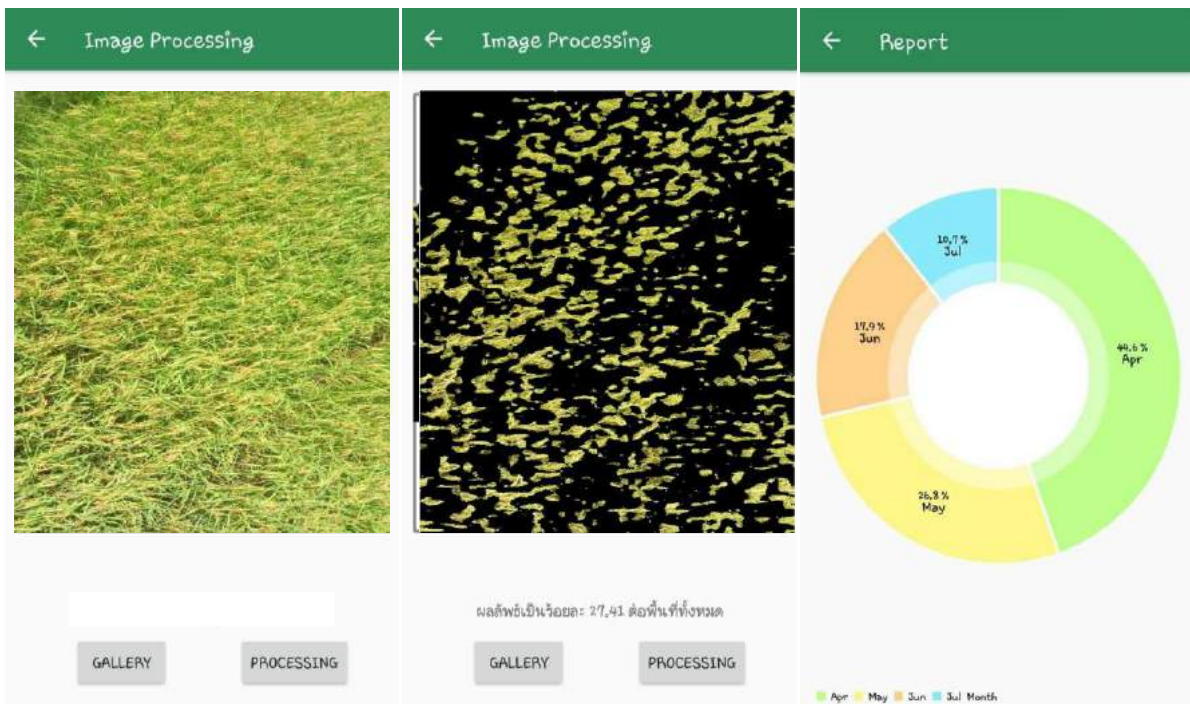 ← Image Processing
GALLERY
PROCESSING
← Image Processing
ผลลัพธ์เป็นร้อยละ 27.41 ต่อพื้นที่ทั้งหมด
GALLERY
PROCESSING
← Report
10.7 %
Jul
17.9 %
Jun
44.6 %
Apr
26.8 %
May
Apr May Jun Jul Month